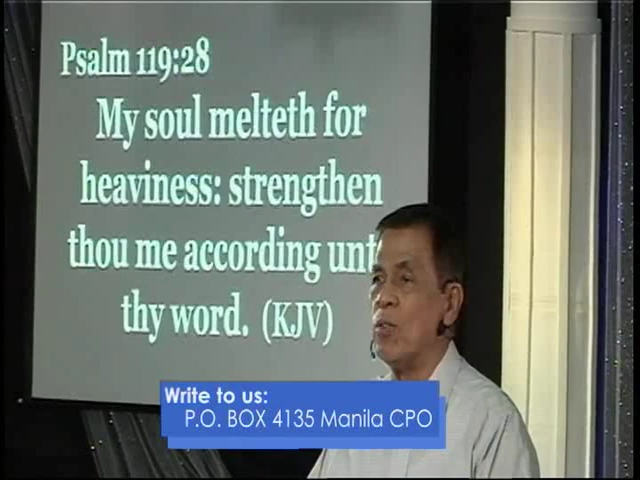 Psalm 119:28
My soul melteth for
heaviness: strengthen
thou me according unt
thy word. (KJV)
Write to us:
P.O. BOX 4135 Manila CPO